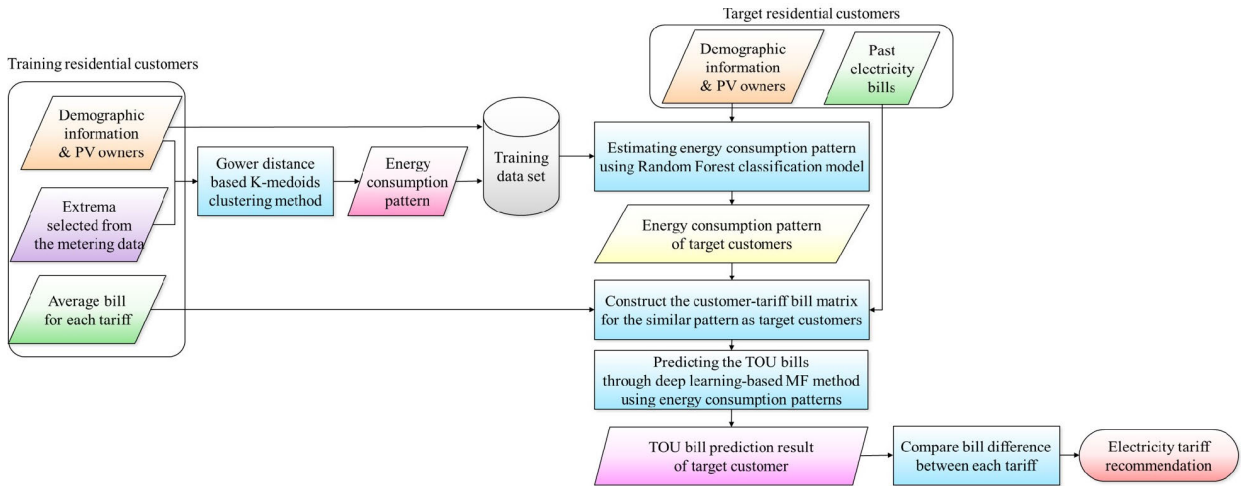 Training residential customers
Demographic
information
& PV owners
Extrema
selected from
the metering data
Average bill
for each tariff
Gower distance
based K-medoids
clustering method
Energy
consumption
pattern
Training
data set
Target residential customers
Demographic
information
& PV owners
Past
electricity
bills
Estimating energy consumption pattern
using Random Forest classification model
Energy consumption pattern
of target customers
Construct the customer-tariff bill matrix
for the similar pattern as target customers
Predicting the TOU bills
through deep learning-based MF method
using energy consumption patterns
TOU bill prediction result
of target customer
Compare bill difference
between each tariff
Electricity tariff
recommendation